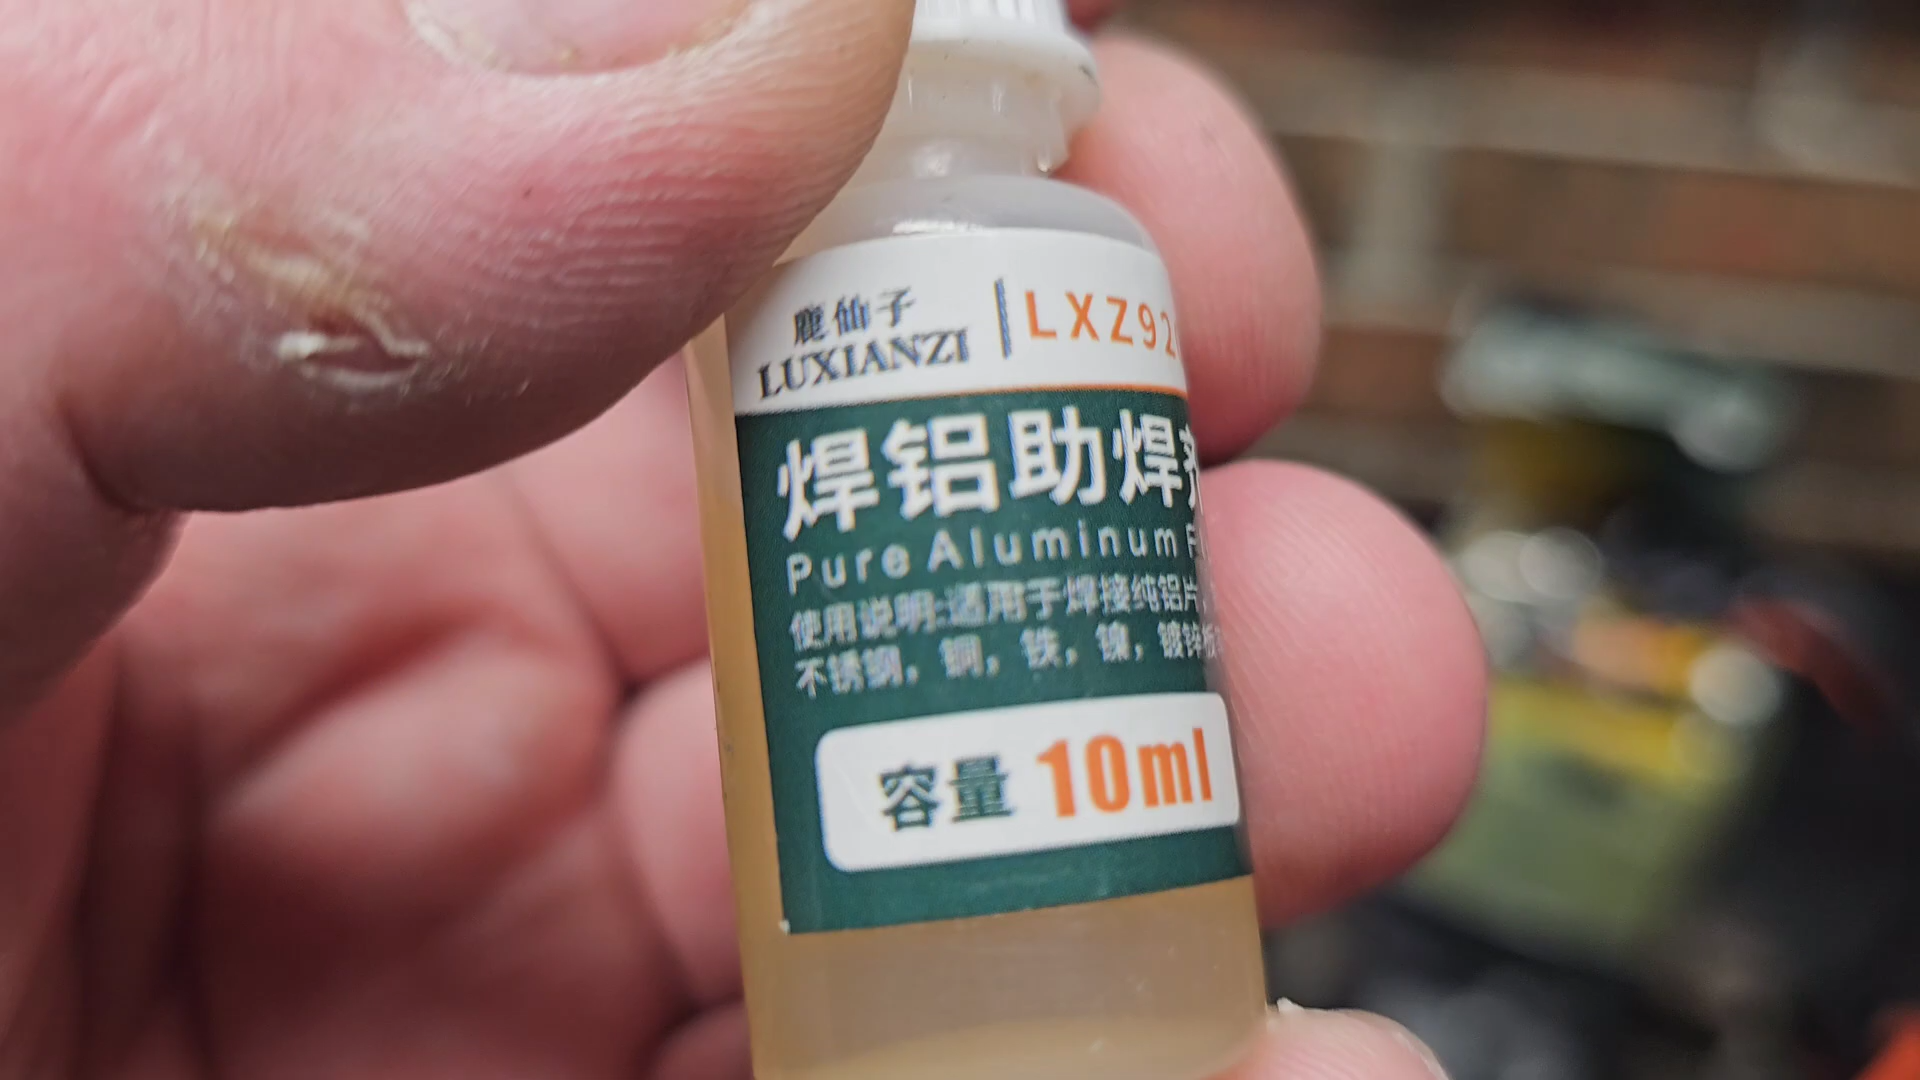 鹿仙子
LUXIANZI
LXZ92
焊铝助焊
Pure Aluminum
使用说明:适用于焊接纯铝片,
不锈钢,铜,铁,镍,镀锌板
容量 10ml